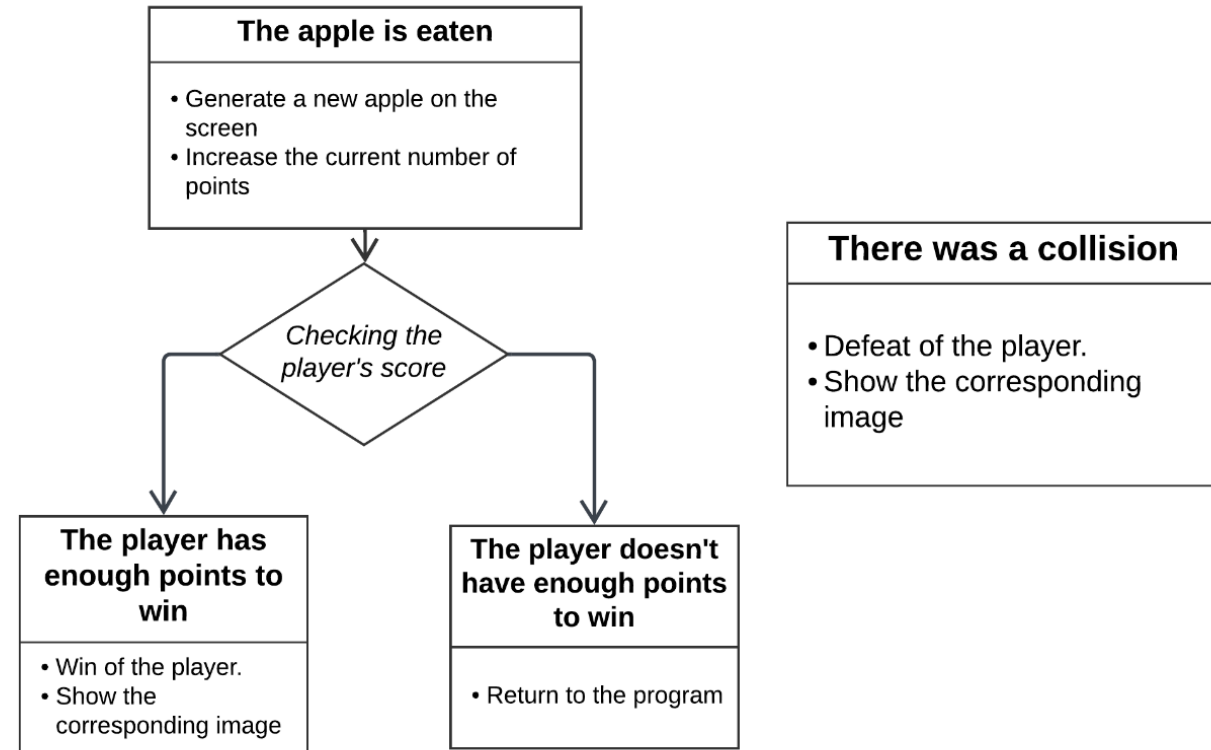 The apple is eaten
• Generate a new apple on the
screen
• Increase the current number of
points
Checking the
player's score
The player has
enough points to
win
• Win of the player.
• Show the
corresponding image
The player doesn't
have enough points
to win
• Return to the program
There was a collision
• Defeat of the player.
• Show the corresponding
image